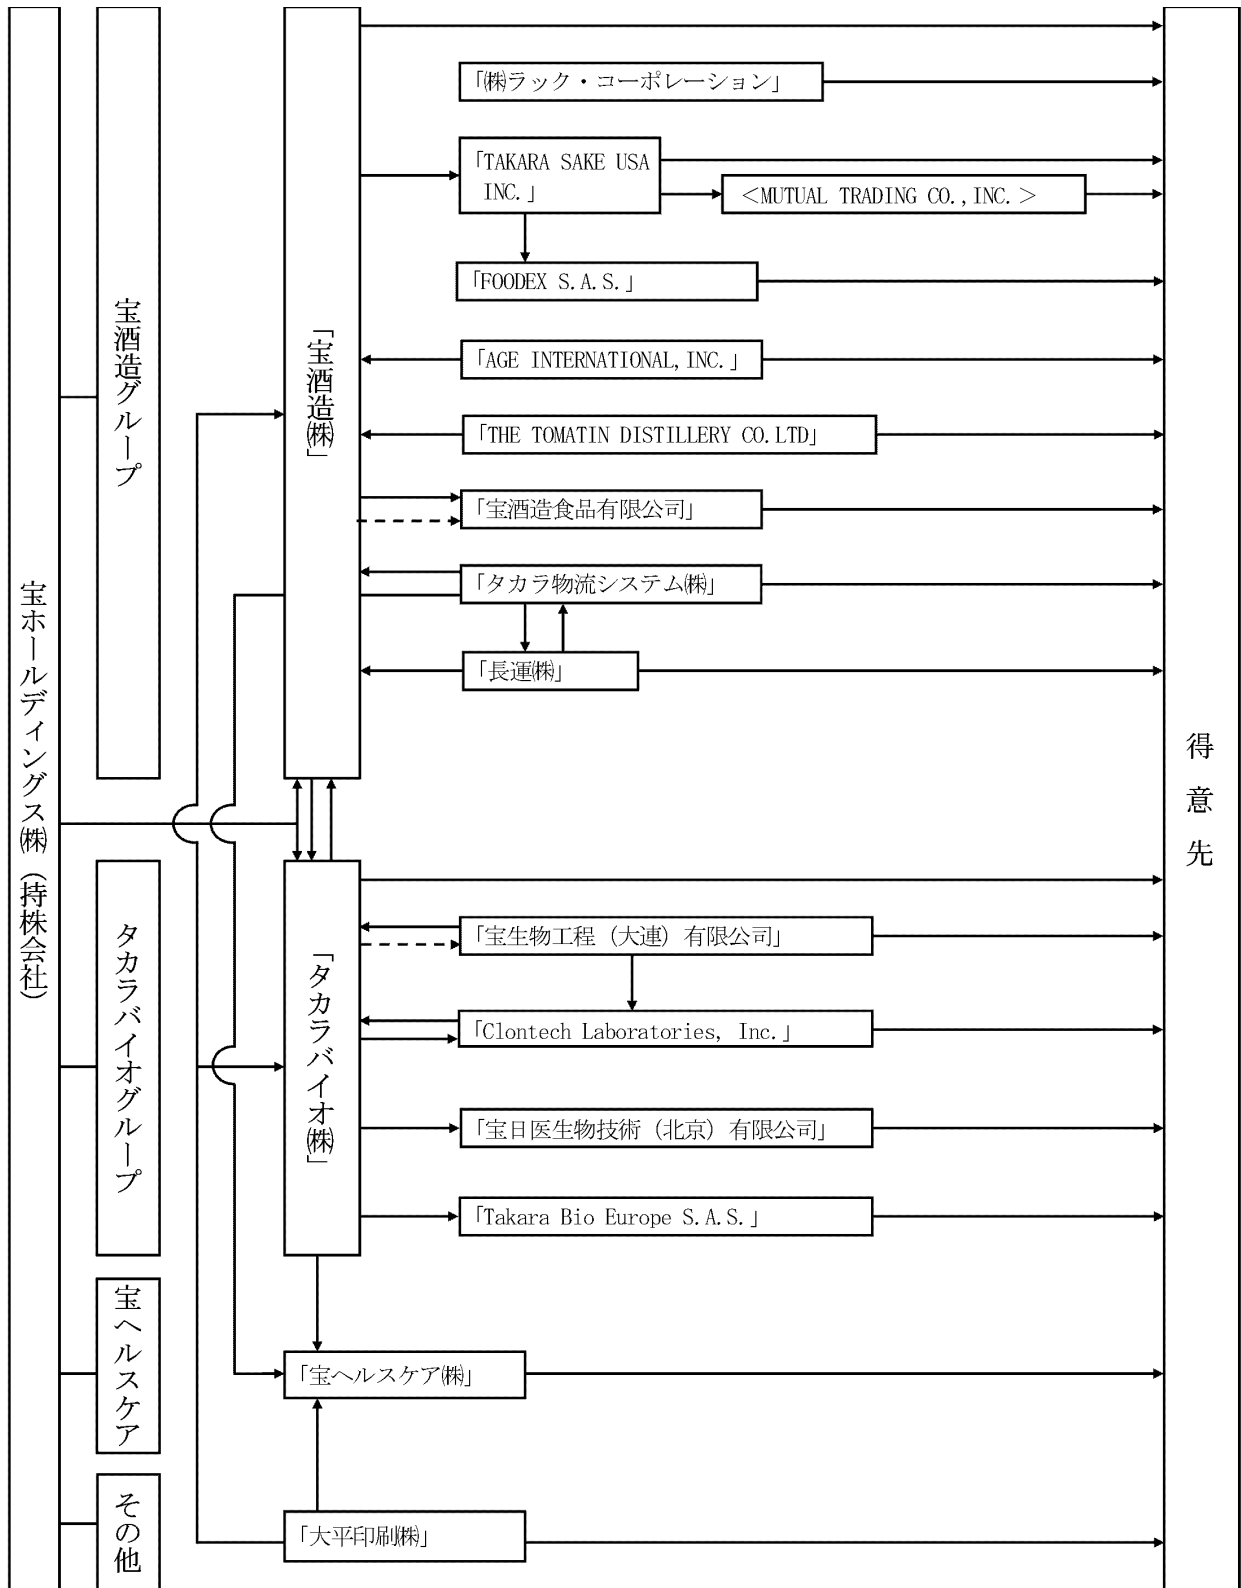 宝ホールディングス㈱（持株会社）
宝酒造グループ
「宝酒造㈱」
「㈱ラック・コーポレーション」
「TAKARA SAKE USA
INC.」
＜MUTUAL TRADING CO.,INC.＞
「FOODEX S.A.S.」
「AGE INTERNATIONAL,INC.」
「THE TOMATIN DISTILLERY CO.LTD」
「宝酒造食品有限公司」
「タカラ物流システム㈱」
「長運㈱」
タカラバイオグループ
「タカラバイオ㈱」
「宝生物工程（大連）有限公司」
「Clontech Laboratories, Inc.」
「宝日医生物技術（北京）有限公司」
「Takara Bio Europe S.A.S.」
宝ヘルスケア
「宝ヘルスケア㈱」
その他
「大平印刷㈱」
得意先